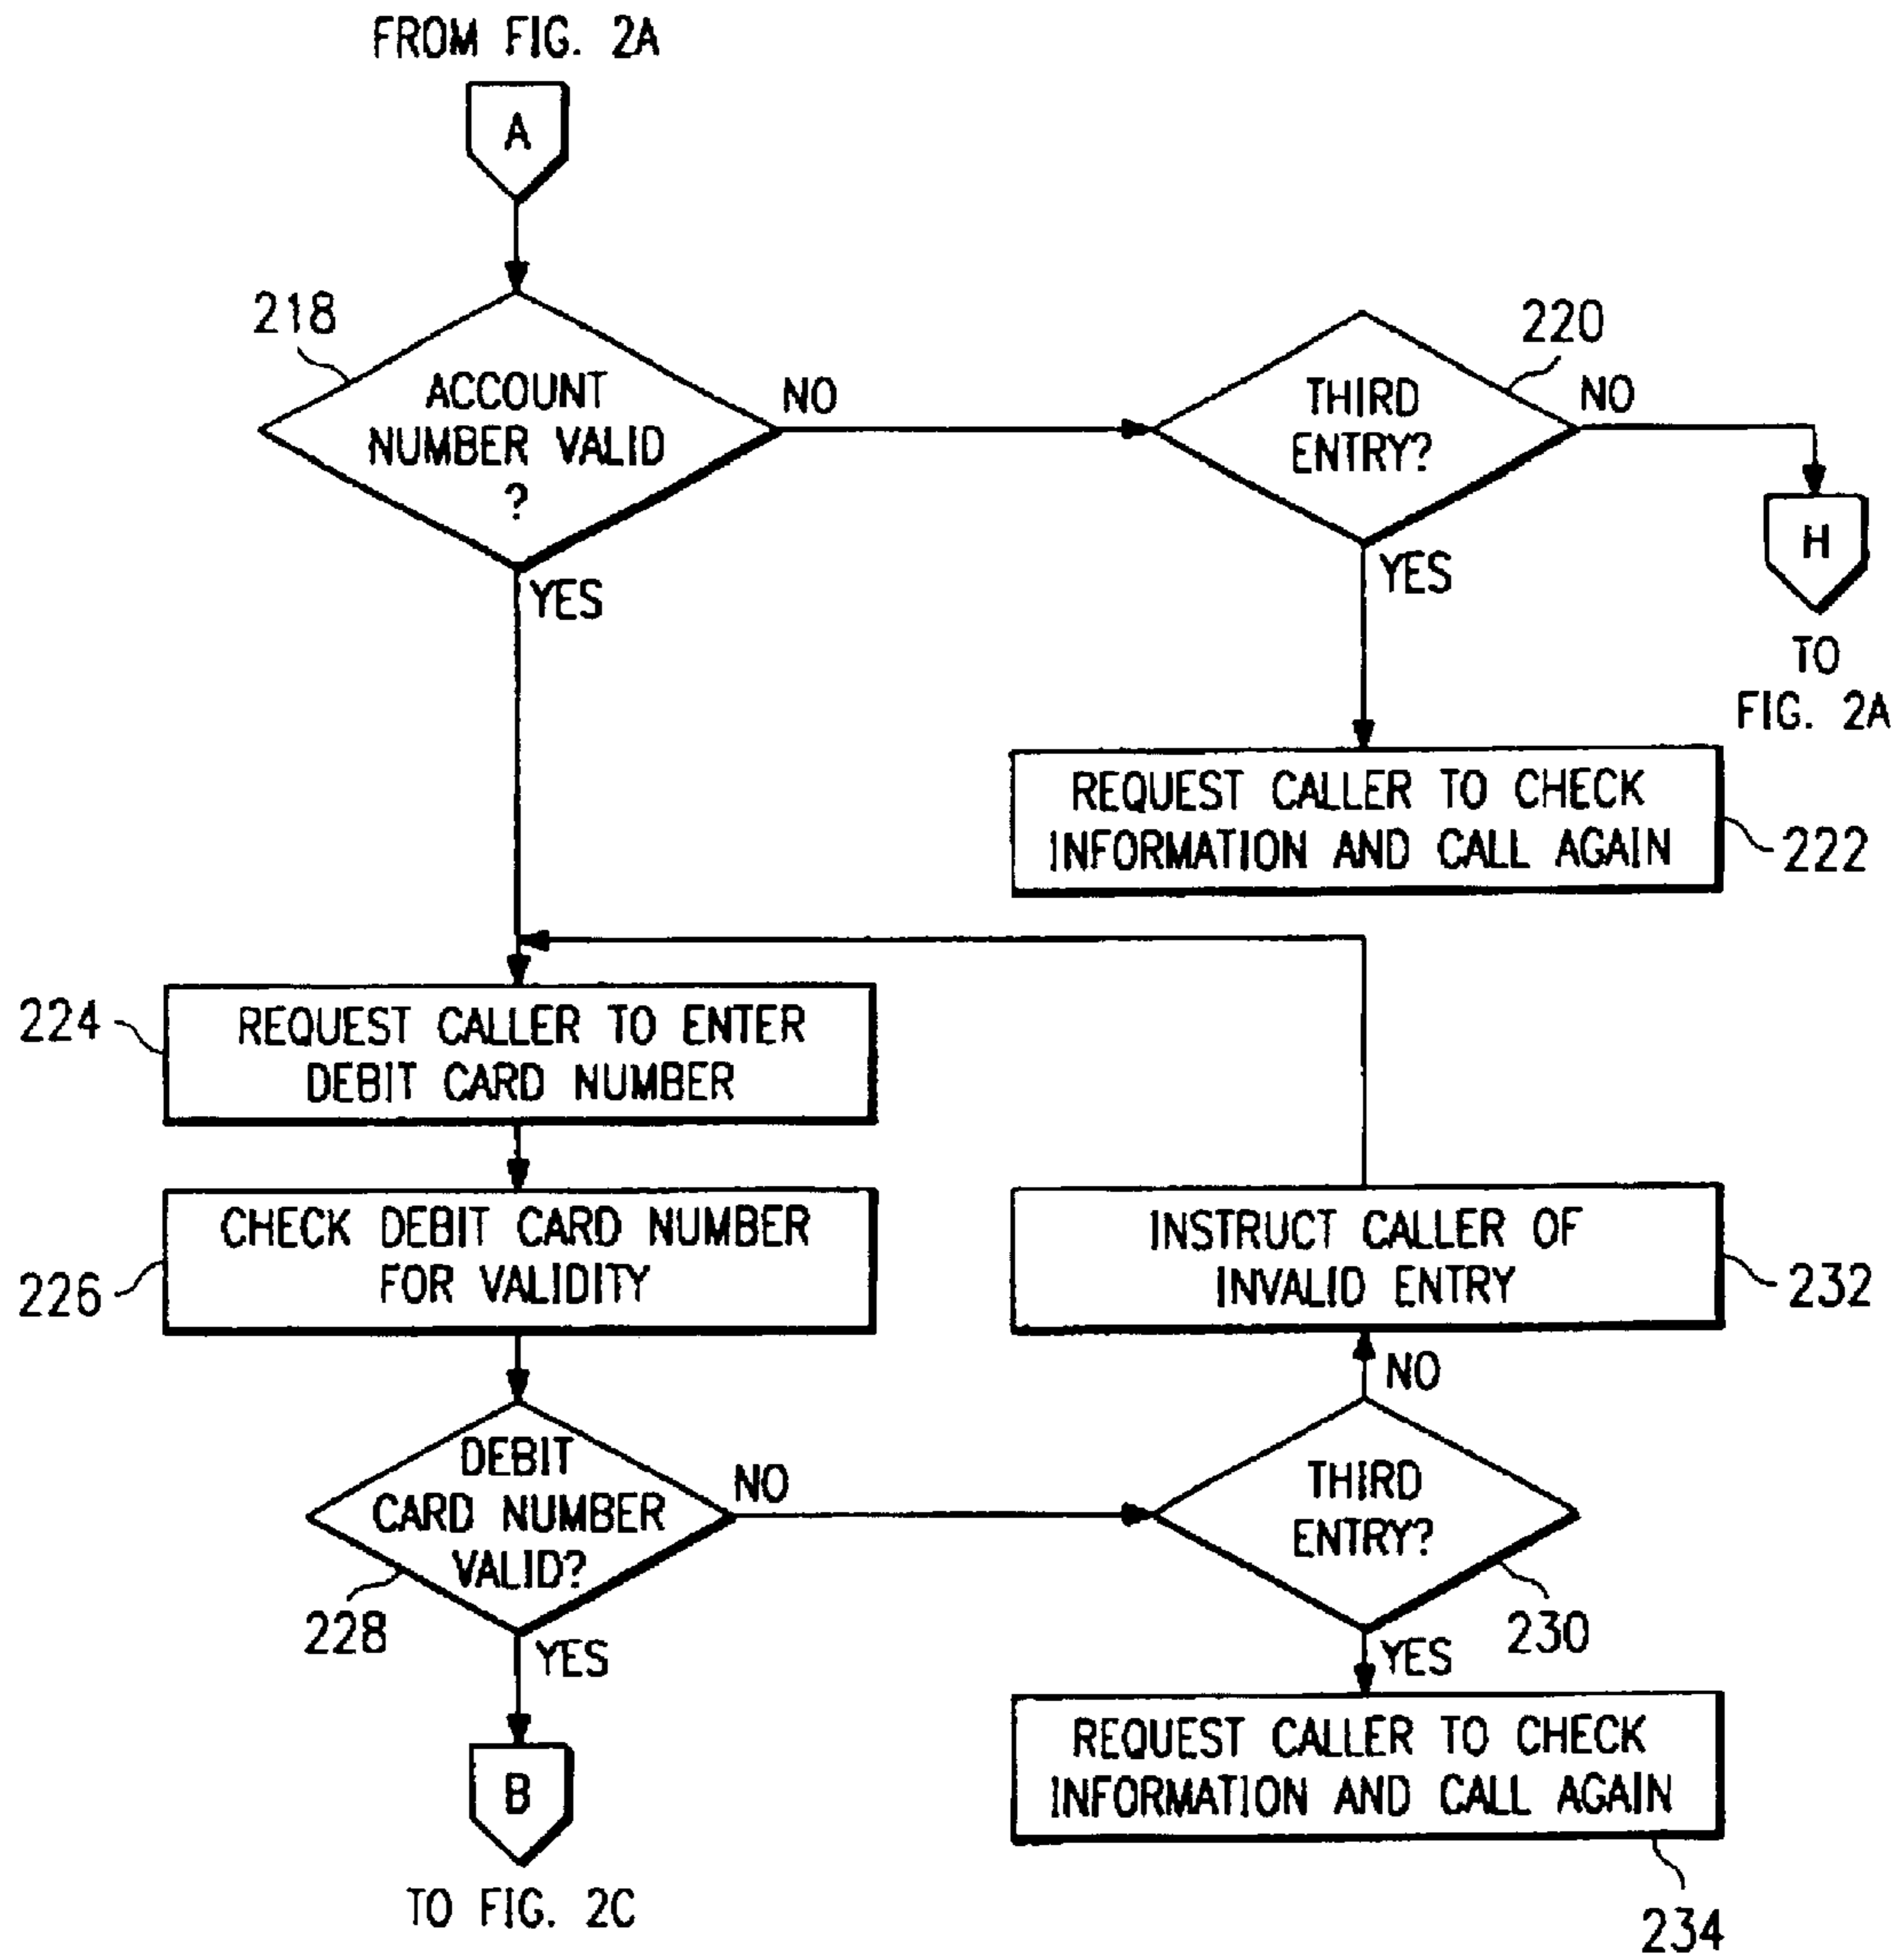 FROM FIG. 2A
A
218
ACCOUNT
NUMBER VALID
?
NO
YES
220
THIRD
ENTRY?
NO
YES
H
TO
FIG. 2A
REQUEST CALLER TO CHECK
INFORMATION AND CALL AGAIN
222
224
REQUEST CALLER TO ENTER
DEBIT CARD NUMBER
226
CHECK DEBIT CARD NUMBER
FOR VALIDITY
INSTRUCT CALLER OF
INVALID ENTRY
232
NO
DEBIT
CARD NUMBER
VALID?
NO
228
YES
THIRD
ENTRY?
230
YES
B
TO FIG. 2C
REQUEST CALLER TO CHECK
INFORMATION AND CALL AGAIN
234